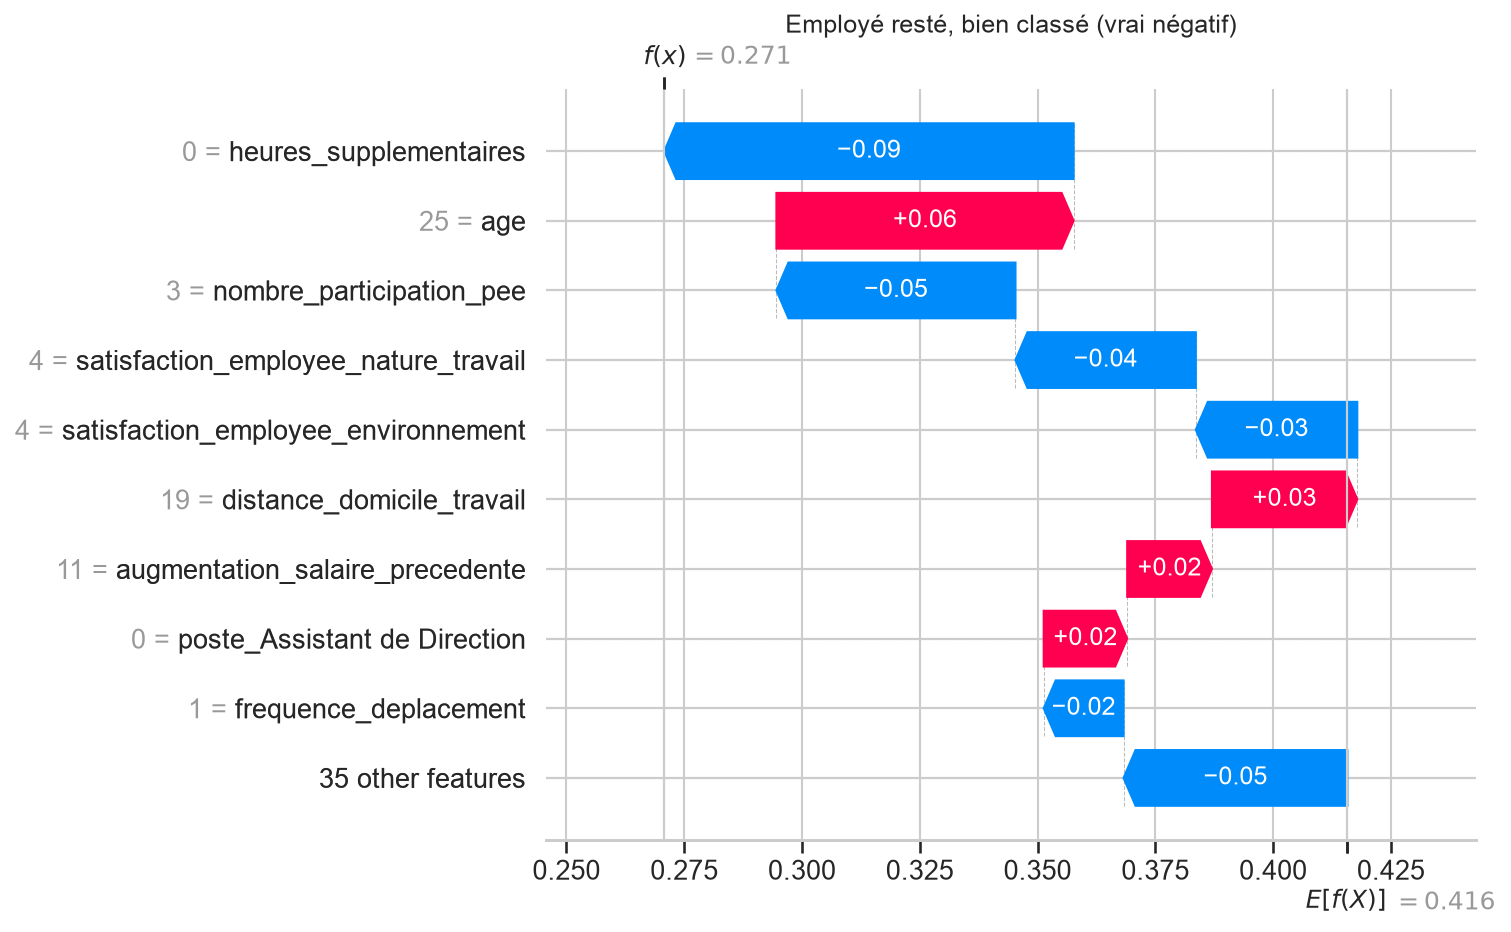 Employé resté, bien classé (vrai négatif)
f(x) = 0.271
0 = heures_supplementaires
−0.09
25 = age
+0.06
3 = nombre_participation_pee
−0.05
4 = satisfaction_employee_nature_travail
−0.04
4 = satisfaction_employee_environnement
−0.03
19 = distance_domicile_travail
+0.03
11 = augmentation_salaire_precedente
+0.02
0 = poste_Assistant de Direction
+0.02
1 = frequence_deplacement
−0.02
35 other features
−0.05
0.250 0.275 0.300 0.325 0.350 0.375 0.400 0.425
E[f(X)] = 0.416